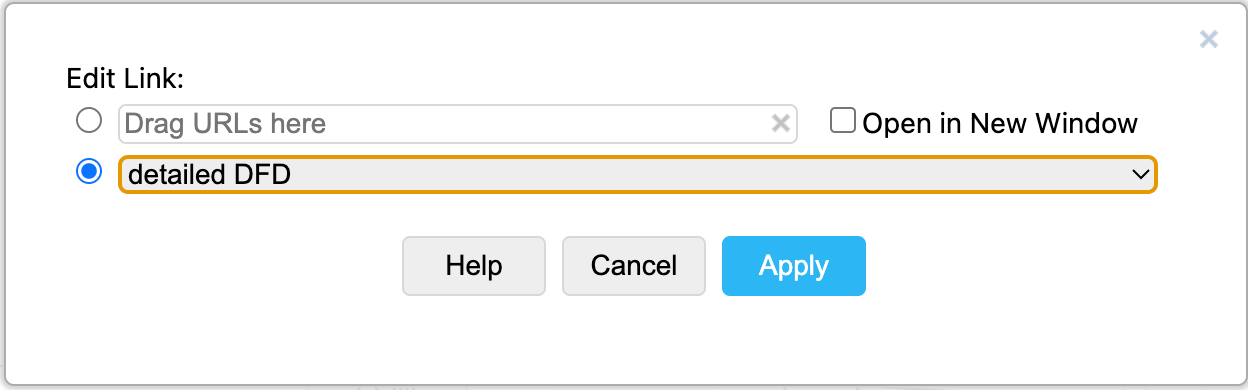 Edit Link:
Drag URLs here
Open in New Window
detailed DFD
Help
Cancel
Apply